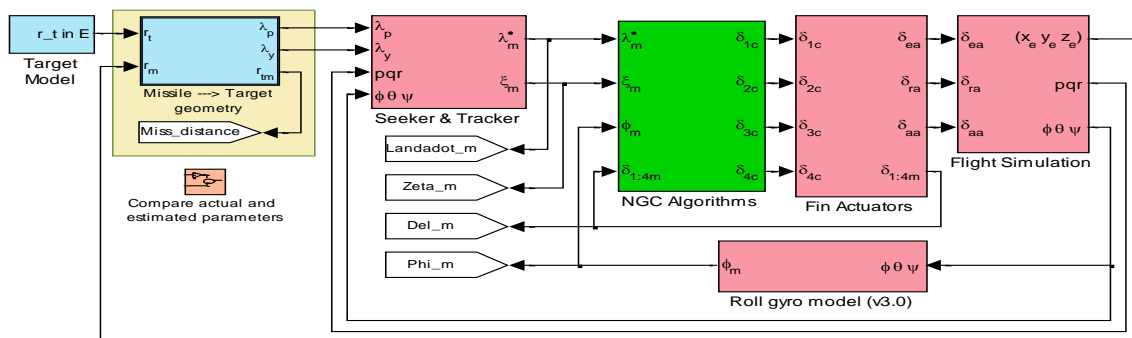 r_t in E
Target
Model
r_t
r_m
λ_p
λ_y
r_tm
Missile ---> Target
geometry
Miss_distance
Compare actual and
estimated parameters
λ_p
λ_y
pqr
ϕ θ ψ
λ•_m
ξ_m
Seeker & Tracker
Landadot_m
Zeta_m
Del_m
Phi_m
λ•_m
ξ_m
ϕ_m
δ_1:4m
δ_1c
δ_2c
δ_3c
δ_4c
NGC Algorithms
δ_1c
δ_2c
δ_3c
δ_4c
δ_ea
δ_ra
δ_aa
δ_1:4m
Fin Actuators
δ_ea
δ_ra
δ_aa
(x_e y_e z_e)
pqr
ϕ θ ψ
Flight Simulation
ϕ_m
ϕ θ ψ
Roll gyro model (v3.0)